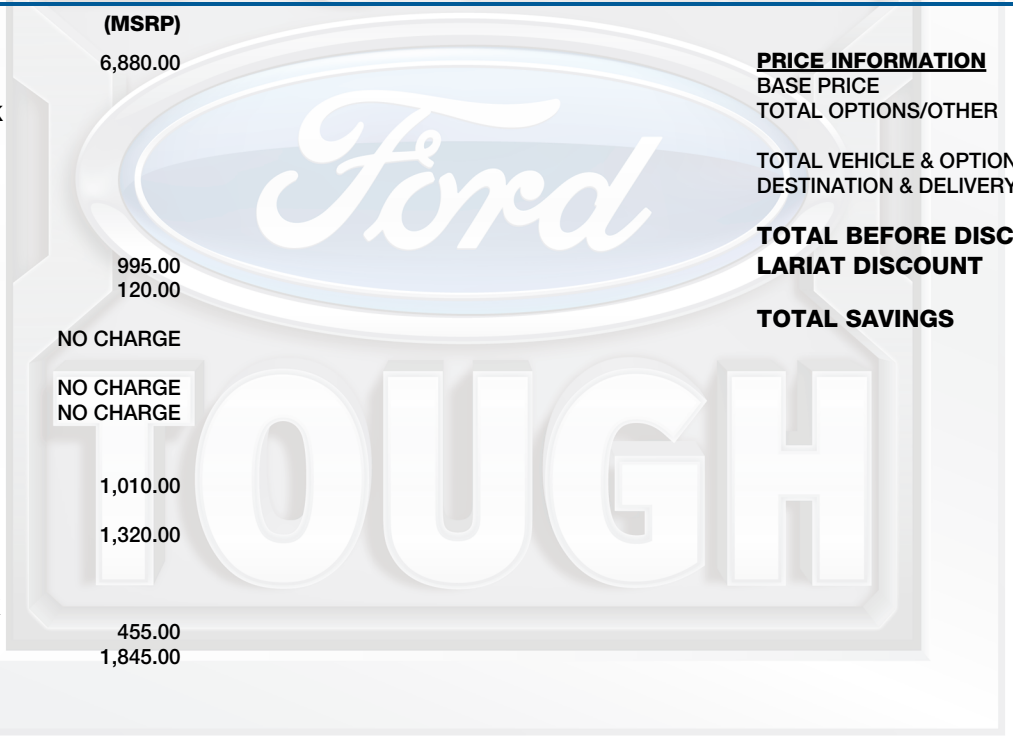 (MSRP)
6,880.00
995.00
120.00
NO CHARGE
NO CHARGE
NO CHARGE
1,010.00
1,320.00
455.00
1,845.00
PRICE INFORMATION
BASE PRICE
TOTAL OPTIONS/OTHER
TOTAL VEHICLE & OPTION
DESTINATION & DELIVERY
TOTAL BEFORE DISC
LARIAT DISCOUNT
TOTAL SAVINGS
Ford
TOUGH